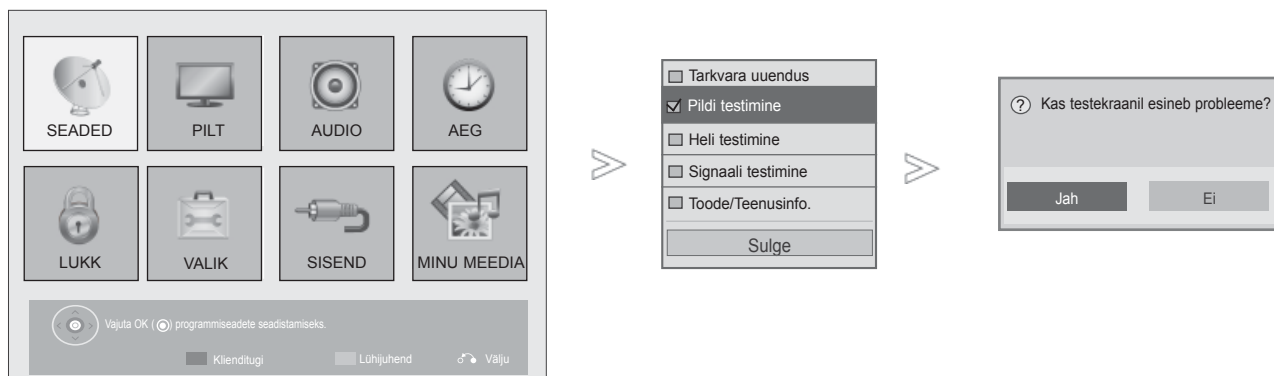 SEADED PILT AUDIO AEG
LUKK VALIK SISEND MINU MEEDIA
Vajuta OK ( ) programmiseadete seadistamiseks.
Klienditugi Lühijuhend Välju
Tarkvara uuendus
Pildi testimine
Heli testimine
Signaali testimine
Toode/Teenusinfo.
Sulge
? Kas testekraanil esineb probleeme?
Jah Ei